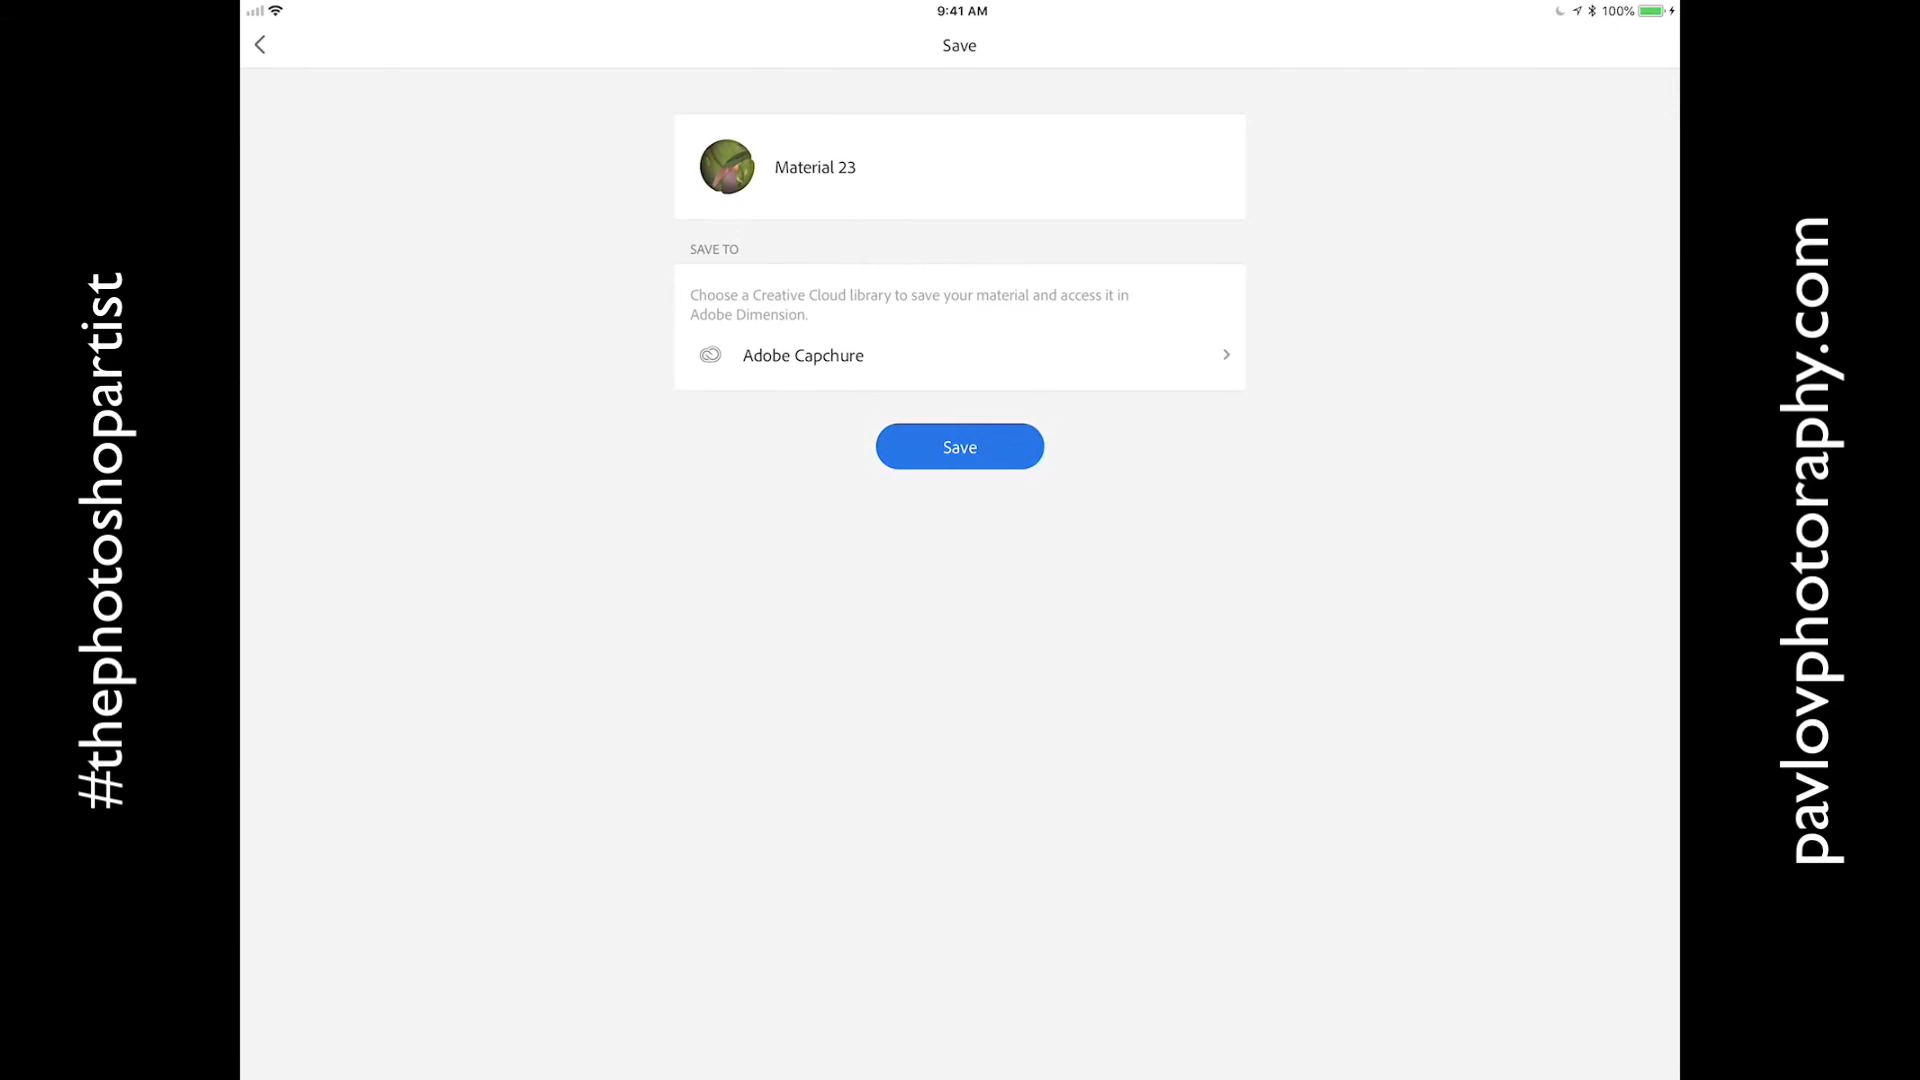 9:41 AM
100%
Save
Material 23
SAVE TO
Choose a Creative Cloud library to save your material and access it in
Adobe Dimension.
Adobe Capchure
Save
#thephotoshopartist
pavlovphotoraphy.com